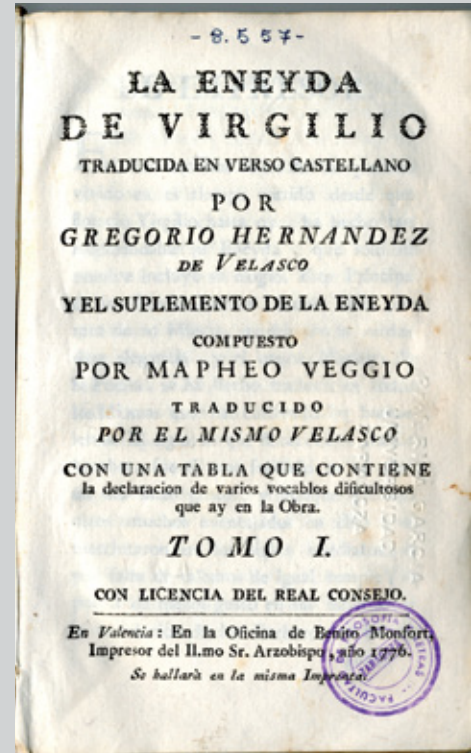 - 8.557-
LA ENEYDA
DE VIRGILIO
TRADUCIDA EN VERSO CASTELLANO
POR
GREGORIO HERNANDEZ
DE VELASCO
Y EL SUPLEMENTO DE LA ENEYDA
COMPUESTO
POR MAPHEO VEGGIO
TRADICIDO
POR EL MISMO VELASCO
CON UNA TABLA QUE CONTIENE
la declaracion de varios vocablos dificultosos
que ay en la Obra.
TOMO I.
CON LICENCIA DEL REAL CONSEJO.
En Valencia: En la Oficina de Benito Monfort,
Impresor del Il.mo Sr. Arzobispo, año 1776.
Se hallarà en la misma Imprenta.